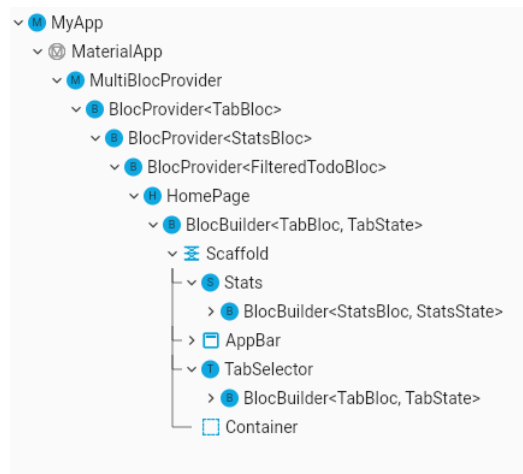 M MyApp
MaterialApp
M MultiBlocProvider
B BlocProvider<TabBloc>
B BlocProvider<StatsBloc>
B BlocProvider<FilteredTodoBloc>
H HomePage
B BlocBuilder<TabBloc, TabState>
Scaffold
S Stats
B BlocBuilder<StatsBloc, StatsState>
AppBar
T TabSelector
B BlocBuilder<TabBloc, TabState>
Container